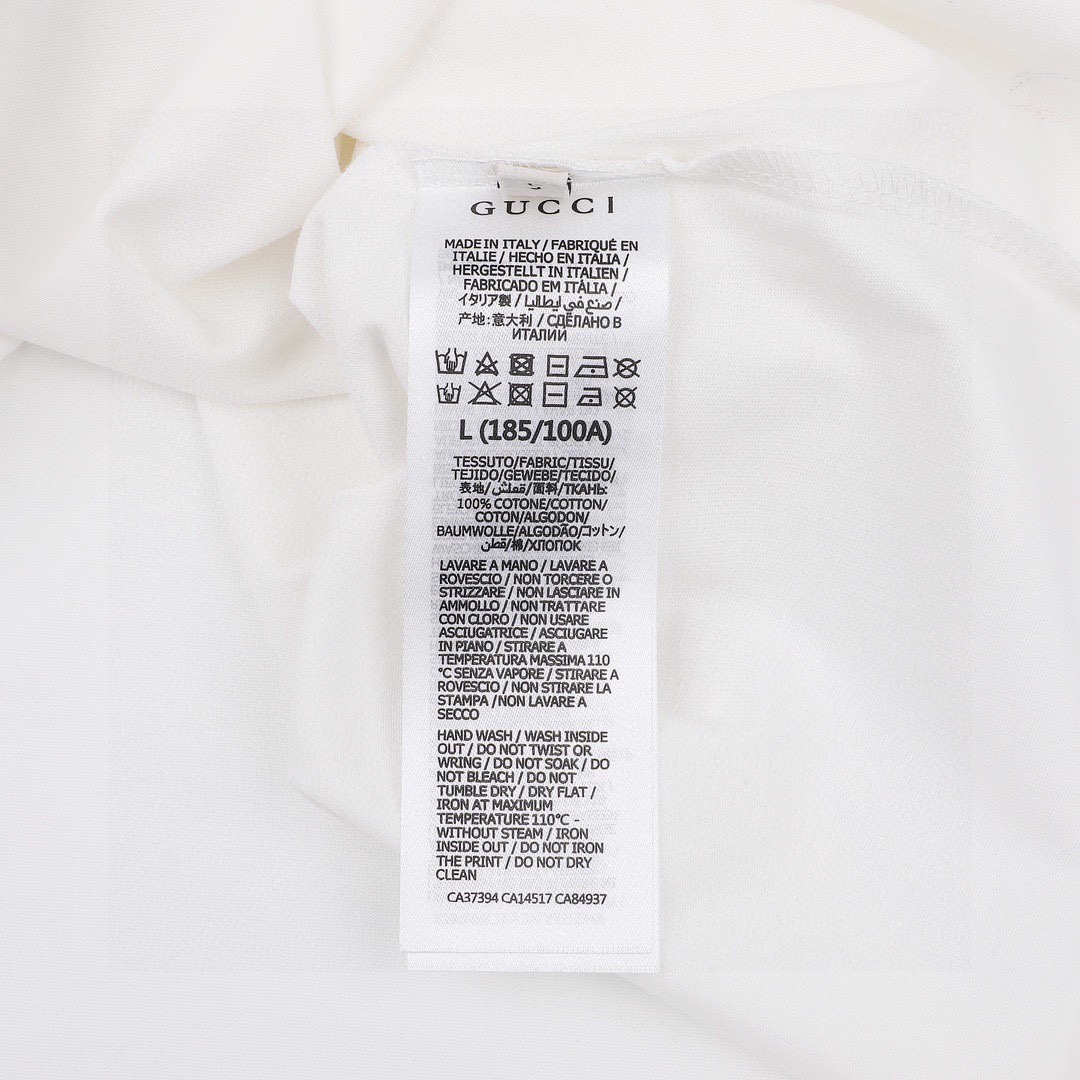 GUCCI
MADE IN ITALY / FABRIQUÉ EN
ITALIE / HECHO EN ITALIA /
HERGESTELLT IN ITALIEN /
FABRICADO EM ITÁLIA /
イタリア製 / صنع في ايطاليا /
产地: 意大利 / СДЕЛАНО В
ИТАЛИИ
L (185/100A)
TESSUTO/FABRIC/TISSU/
TEJIDO/GEWEBE/TECIDO/
表地/قماش/面料/ТКАНЬ:
100% COTONE/COTTON/
COTON/ALGODON/
BAUMWOLLE/ALGODÃO/コットン/
قطن/棉/ХЛОПОК
LAVARE A MANO / LAVARE A
ROVESCIO / NON TORCERE O
STRIZZARE / NON LASCIARE IN
AMMOLLO / NON TRATTARE
CON CLORO / NON USARE
ASCIUGATRICE / ASCIUGARE
IN PIANO / STIRARE A
TEMPERATURA MASSIMA 110
°C SENZA VAPORE / STIRARE A
ROVESCIO / NON STIRARE LA
STAMPA /NON LAVARE A
SECCO
HAND WASH / WASH INSIDE
OUT / DO NOT TWIST OR
WRING / DO NOT SOAK / DO
NOT BLEACH / DO NOT
TUMBLE DRY / DRY FLAT /
IRON AT MAXIMUM
TEMPERATURE 110°C -
WITHOUT STEAM / IRON
INSIDE OUT / DO NOT IRON
THE PRINT / DO NOT DRY
CLEAN
CA37394 CA14517 CA84937